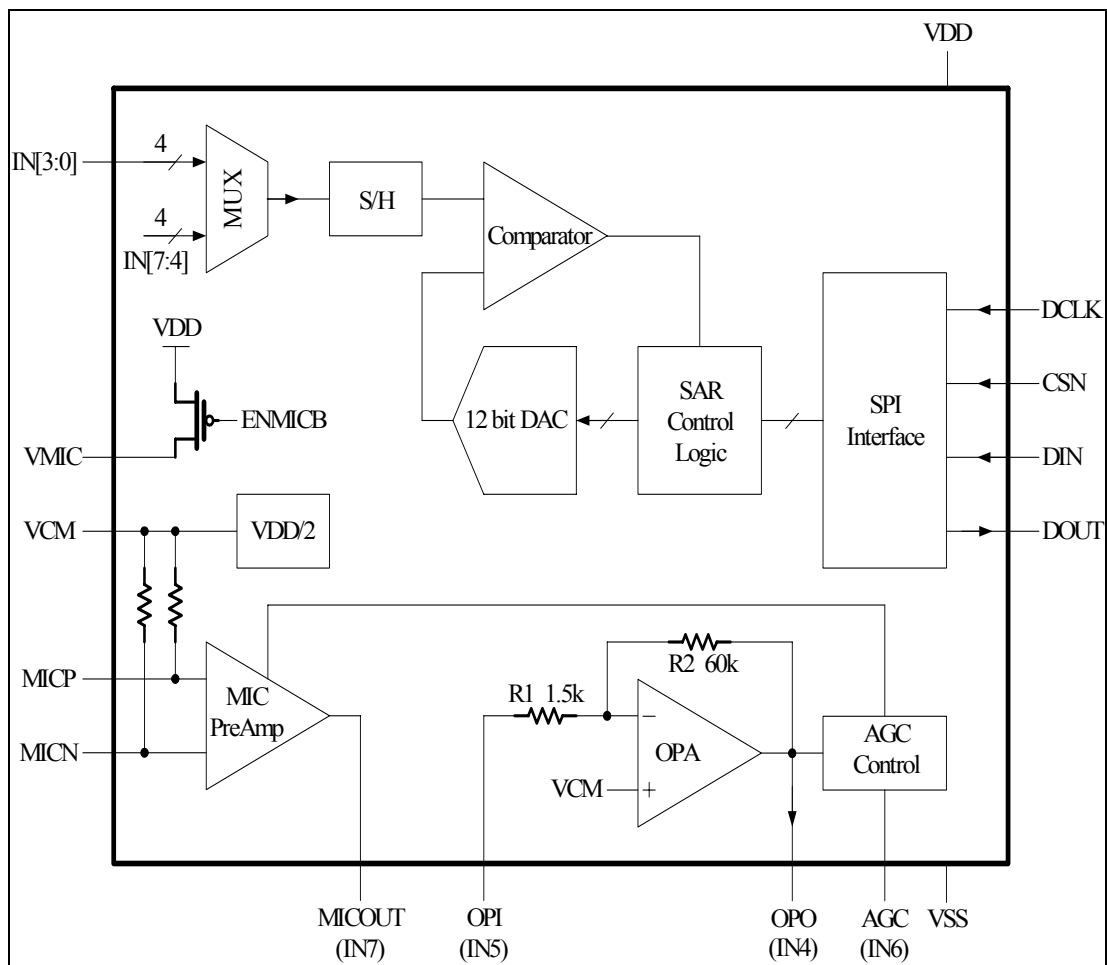 VDD
4
IN[3:0]
MUX
S/H
4
IN[7:4]
Comparator
VDD
ENMICB
VMIC
12 bit DAC
SAR
Control
Logic
SPI
Interface
DCLK
CSN
DIN
DOUT
VCM
VDD/2
MICP
MICN
MIC
PreAmp
R2 60k
R1 1.5k
−
OPA
VCM
+
AGC
Control
MICOUT
(IN7)
OPI
(IN5)
OPO
(IN4)
AGC
(IN6)
VSS